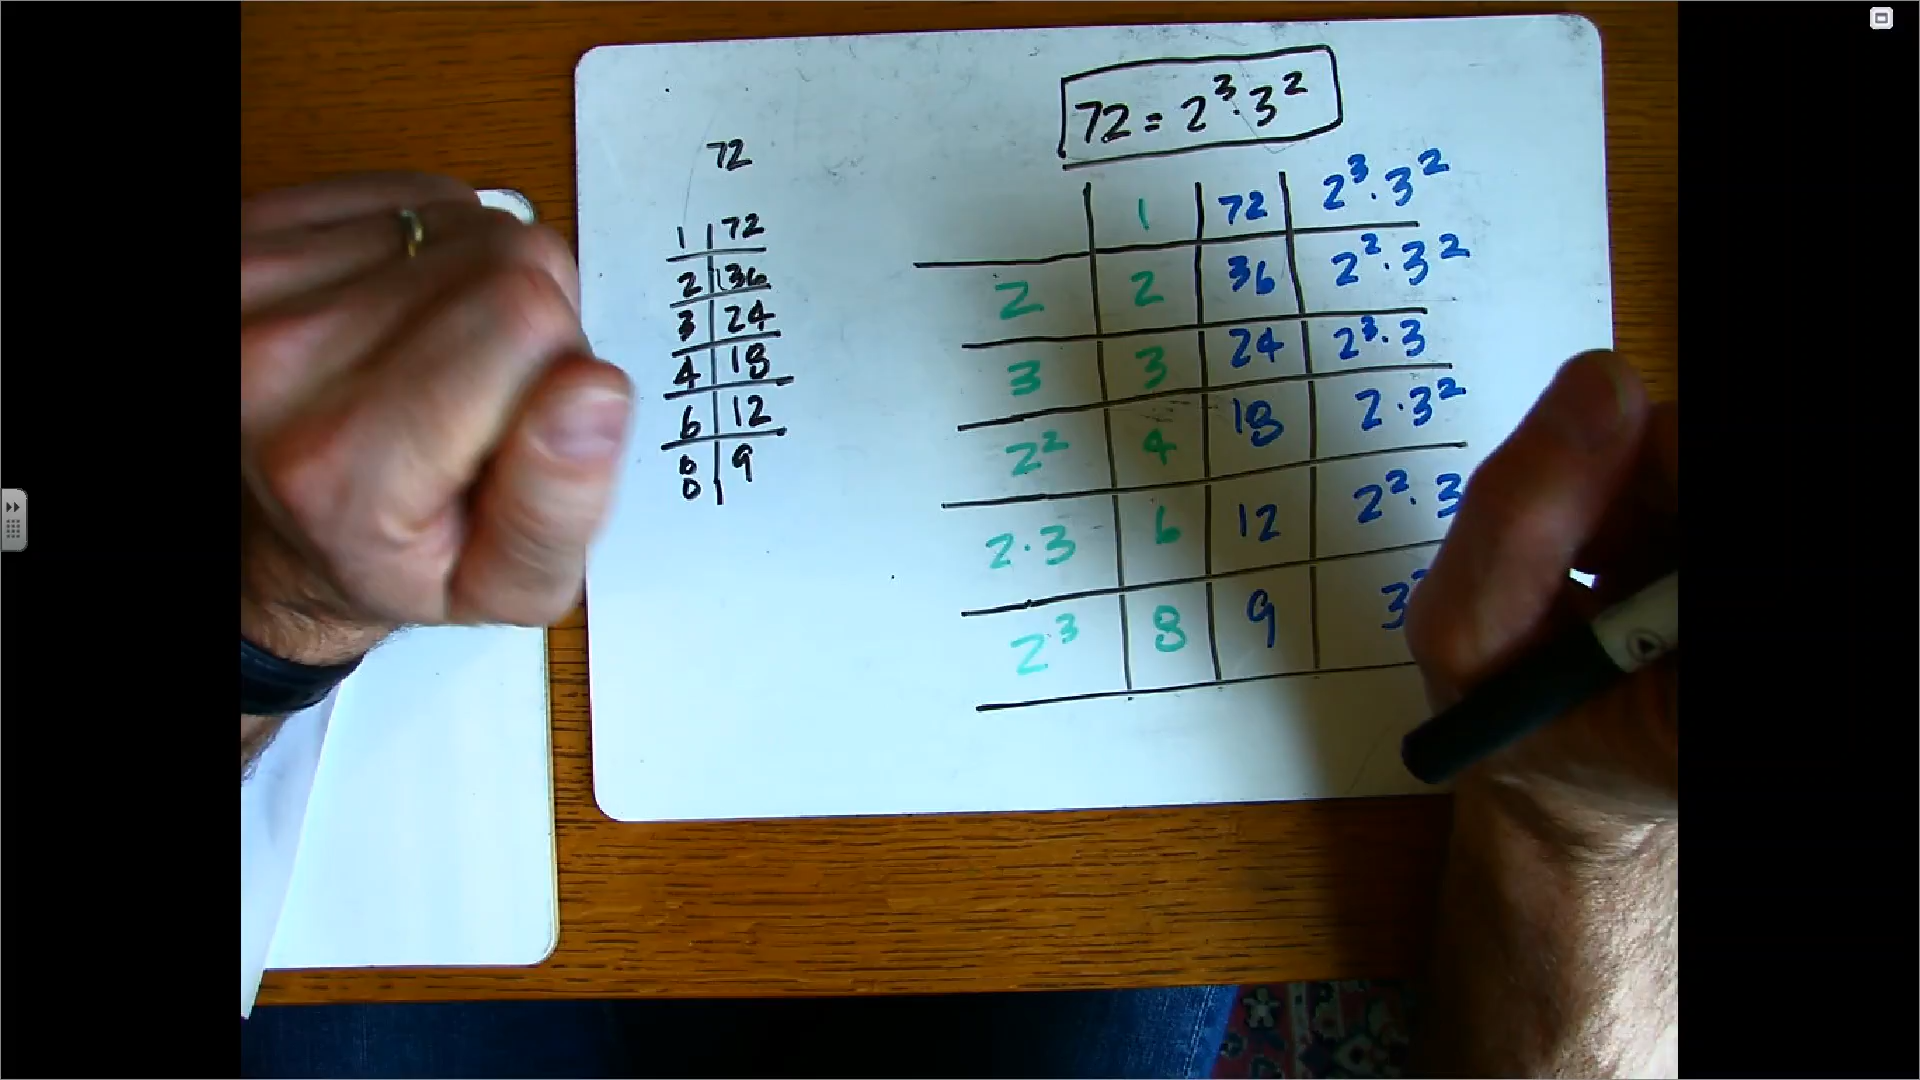 72 = 2³·3²
72
1 72
2 36
3 24
4 18
6 12
8 9
1 72 2³·3²
2 2 36 2²·3²
3 3 24 2³·3
2² 4 18 2·3²
2·3 6 12 2²·3
2³ 8 9 3²